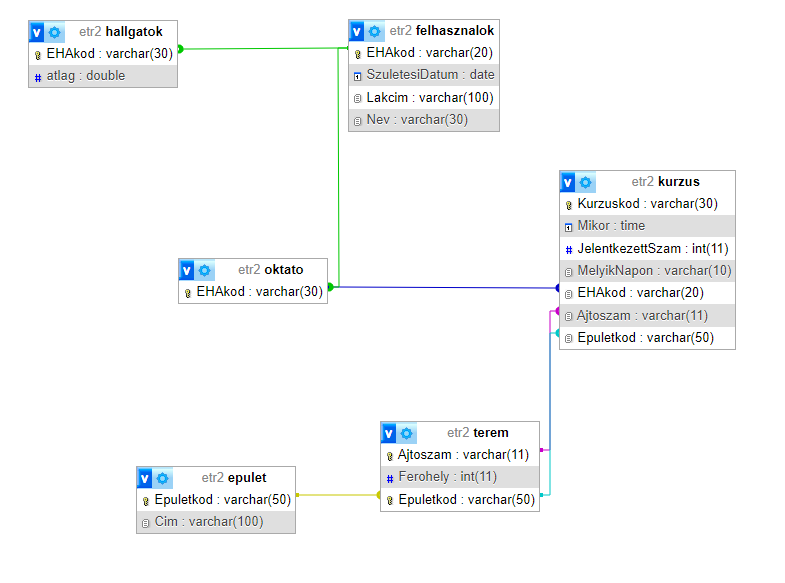 v etr2 hallgatok
EHAkod : varchar(30)
# atlag : double
v etr2 felhasznalok
EHAkod : varchar(20)
SzuletesiDatum : date
Lakcim : varchar(100)
Nev : varchar(30)
v etr2 kurzus
Kurzuskod : varchar(30)
Mikor : time
# JelentkezettSzam : int(11)
MelyikNapon : varchar(10)
EHAkod : varchar(20)
Ajtoszam : varchar(11)
Epuletkod : varchar(50)
v etr2 oktato
EHAkod : varchar(30)
v etr2 terem
Ajtoszam : varchar(11)
# Ferohely : int(11)
Epuletkod : varchar(50)
v etr2 epulet
Epuletkod : varchar(50)
Cim : varchar(100)